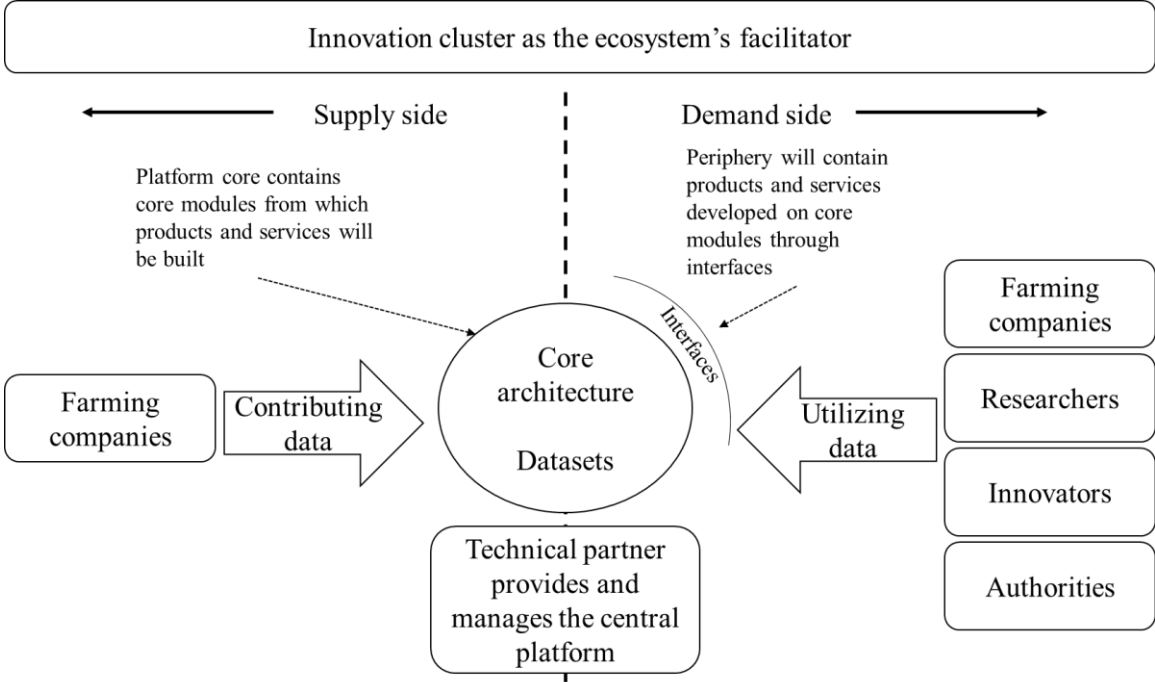 Innovation cluster as the ecosystem's facilitator
Supply side
Demand side
Platform core contains
core modules from which
products and services will
be built
Periphery will contain
products and services
developed on core
modules through
interfaces
Farming
companies
Contributing
data
Core
architecture
Datasets
Interfaces
Utilizing
data
Farming
companies
Researchers
Innovators
Authorities
Technical partner
provides and
manages the central
platform